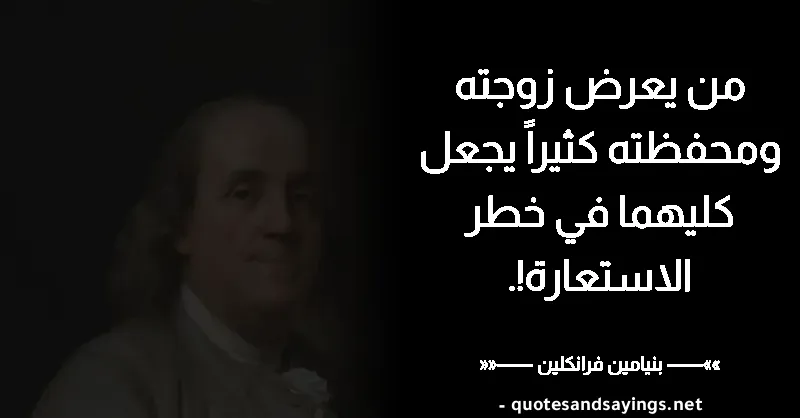 من يعرض زوجته
ومحفظته كثيراً يجعل
كليهما في خطر
الاستعارة!.
»»—— بنيامين فرانكلين ——««
- quotesandsayings.net